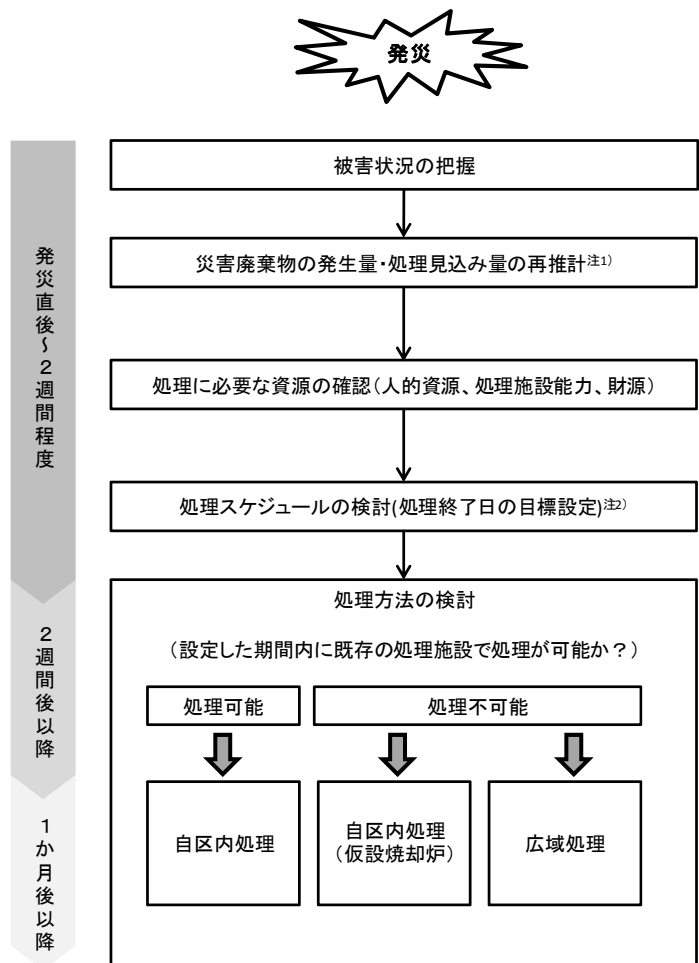 発災
発災直後～2週間程度
被害状況の把握
災害廃棄物の発生量・処理見込み量の再推計注1)
処理に必要な資源の確認(人的資源、処理施設能力、財源)
処理スケジュールの検討(処理終了日の目標設定)注2)
2週間後以降
処理方法の検討
(設定した期間内に既存の処理施設で処理が可能か？)
処理可能
処理不可能
1か月後以降
自区内処理
自区内処理
(仮設焼却炉)
広域処理